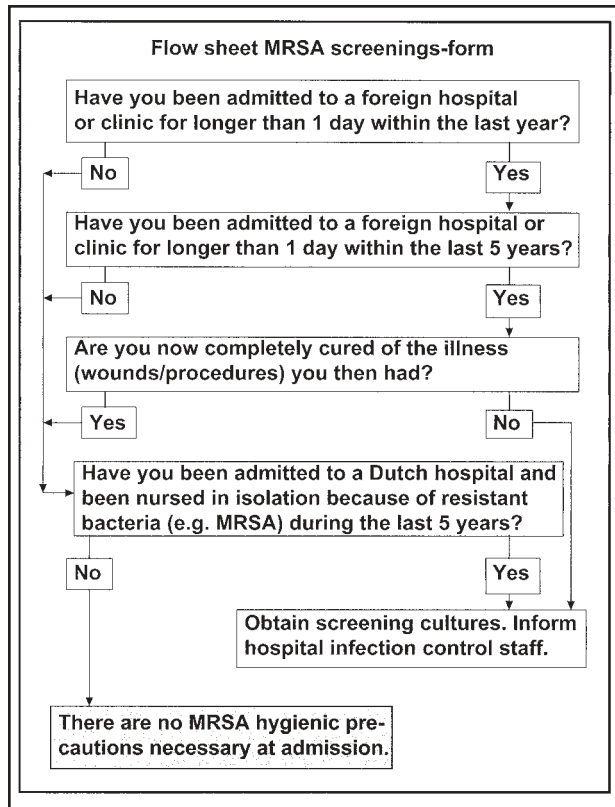 Flow sheet MRSA screenings-form
Have you been admitted to a foreign hospital
or clinic for longer than 1 day within the last year?
No
Yes
Have you been admitted to a foreign hospital or
clinic for longer than 1 day within the last 5 years?
No
Yes
Are you now completely cured of the illness
(wounds/procedures) you then had?
Yes
No
Have you been admitted to a Dutch hospital and
been nursed in isolation because of resistant
bacteria (e.g. MRSA) during the last 5 years?
No
Yes
Obtain screening cultures. Inform
hospital infection control staff.
There are no MRSA hygienic pre-
cautions necessary at admission.